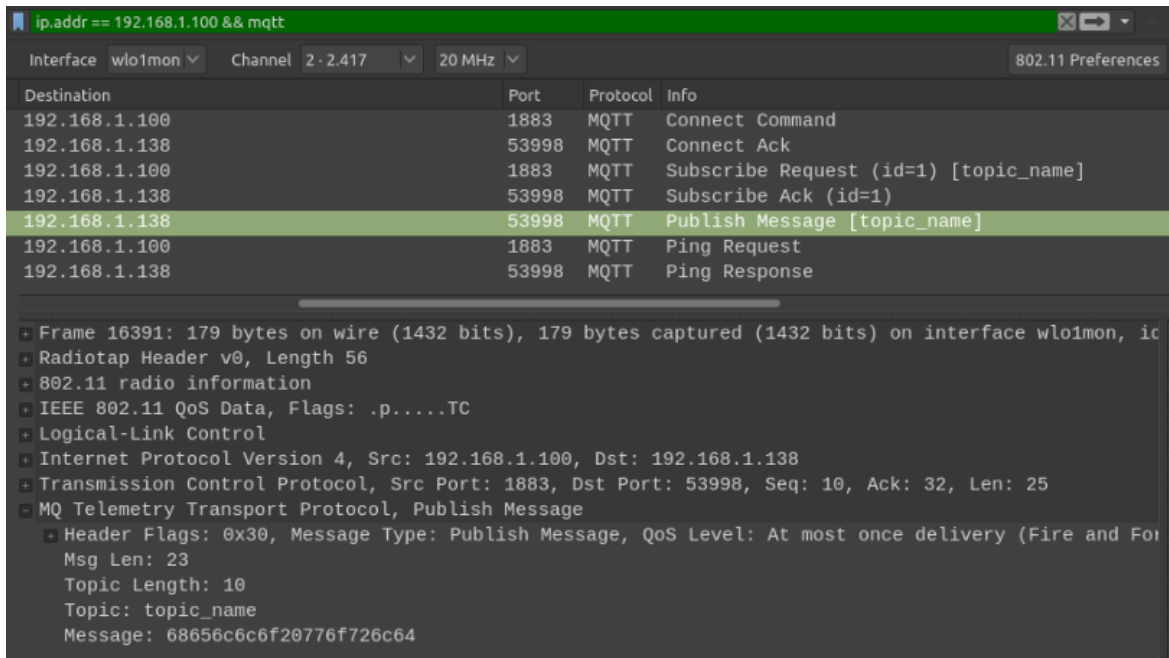 ip.addr == 192.168.1.100 && mqtt
Interface wlo1mon Channel 2 · 2.417 20 MHz 802.11 Preferences
Destination Port Protocol Info
192.168.1.100 1883 MQTT Connect Command
192.168.1.138 53998 MQTT Connect Ack
192.168.1.100 1883 MQTT Subscribe Request (id=1) [topic_name]
192.168.1.138 53998 MQTT Subscribe Ack (id=1)
192.168.1.138 53998 MQTT Publish Message [topic_name]
192.168.1.100 1883 MQTT Ping Request
192.168.1.138 53998 MQTT Ping Response
Frame 16391: 179 bytes on wire (1432 bits), 179 bytes captured (1432 bits) on interface wlo1mon,
Radiotap Header v0, Length 56
802.11 radio information
IEEE 802.11 QoS Data, Flags: .p.....TC
Logical-Link Control
Internet Protocol Version 4, Src: 192.168.1.100, Dst: 192.168.1.138
Transmission Control Protocol, Src Port: 1883, Dst Port: 53998, Seq: 10, Ack: 32, Len: 25
MQ Telemetry Transport Protocol, Publish Message
Header Flags: 0x30, Message Type: Publish Message, QoS Level: At most once delivery (Fire and
Msg Len: 23
Topic Length: 10
Topic: topic_name
Message: 68656c6c6f20776f726c64